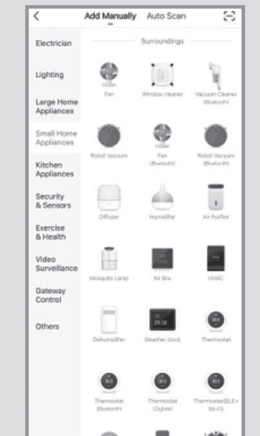 Add Manually Auto Scan
Electrician
Lighting
Large Home
Appliances
Small Home
Appliances
Kitchen
Appliances
Security
& Sensors
Exercise
& Health
Video
Surveillance
Gateway
Control
Others
Surroundings
Fan
Window cleaner
Vacuum Cleaner
(Bluetooth)
Robot Vacuum
Fan
(Bluetooth)
Robot Vacuum
(Bluetooth)
Diffuser
Humidifier
Air Purifier
Mosquito Lamp
Air Box
HVAC
Dehumidifier
Weather clock
Thermostat
Thermostat
(Bluetooth)
Thermostat
(Zigbee)
Thermostat(BLE+
Wi-Fi)